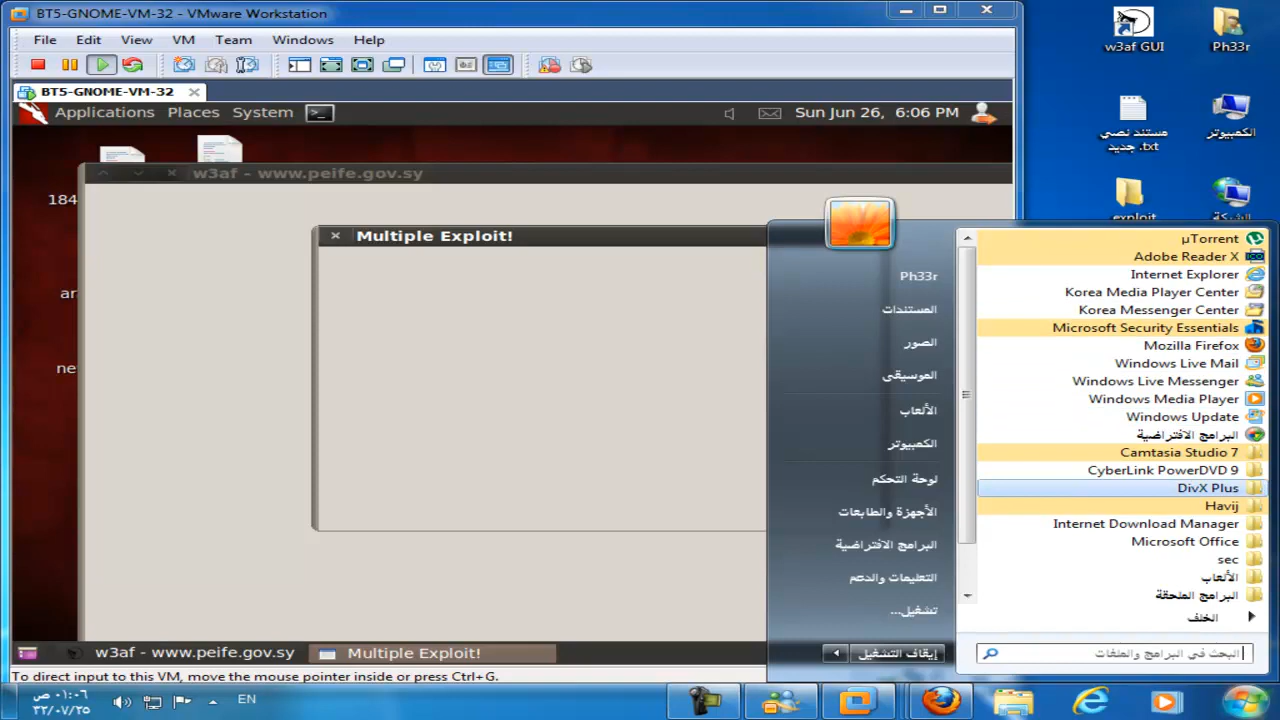 BT5-GNOME-VM-32 - VMware Workstation
File Edit View VM Team Windows Help
BT5-GNOME-VM-32
Applications Places System
Sun Jun 26, 6:06 PM
w3af - www.peife.gov.sy
184
ar
ne
Multiple Exploit!
w3af - www.peife.gov.sy
Multiple Exploit!
To direct input to this VM, move the mouse pointer inside or press Ctrl+G.
w3af GUI
Ph33r
مستند نصي
جديد .txt
الكمبيوتر
exploit
الشبكة
Ph33r
المستندات
الصور
الموسيقى
الألعاب
الكمبيوتر
لوحة التحكم
الأجهزة والطابعات
البرامج الافتراضية
التعليمات والدعم
تشغيل...
إيقاف التشغيل
µTorrent
Adobe Reader X
Internet Explorer
Korea Media Player Center
Korea Messenger Center
Microsoft Security Essentials
Mozilla Firefox
Windows Live Mail
Windows Live Messenger
Windows Media Player
Windows Update
البرامج الافتراضية
Camtasia Studio 7
CyberLink PowerDVD 9
DivX Plus
Havij
Internet Download Manager
Microsoft Office
sec
الألعاب
البرامج الملحقة
الخلف
البحث في البرامج والملفات
٠١:٠٦ ص
٣٢/٠٧/٢٥
EN